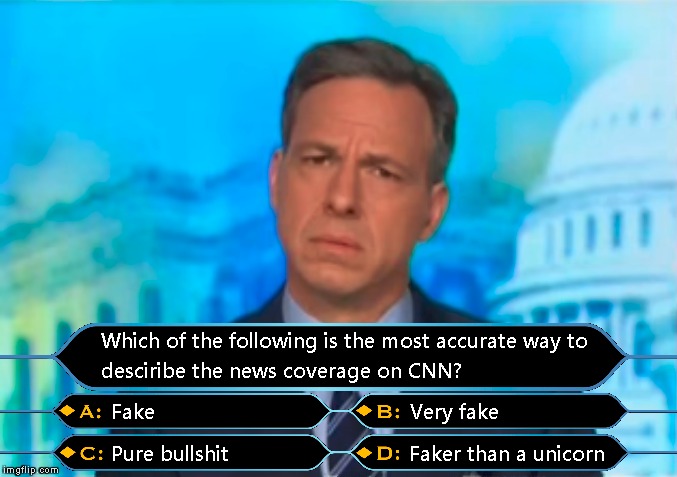 Which of the following is the most accurate way to
desciribe the news coverage on CNN?
A: Fake
B: Very fake
C: Pure bullshit
D: Faker than a unicorn
imgflip.com